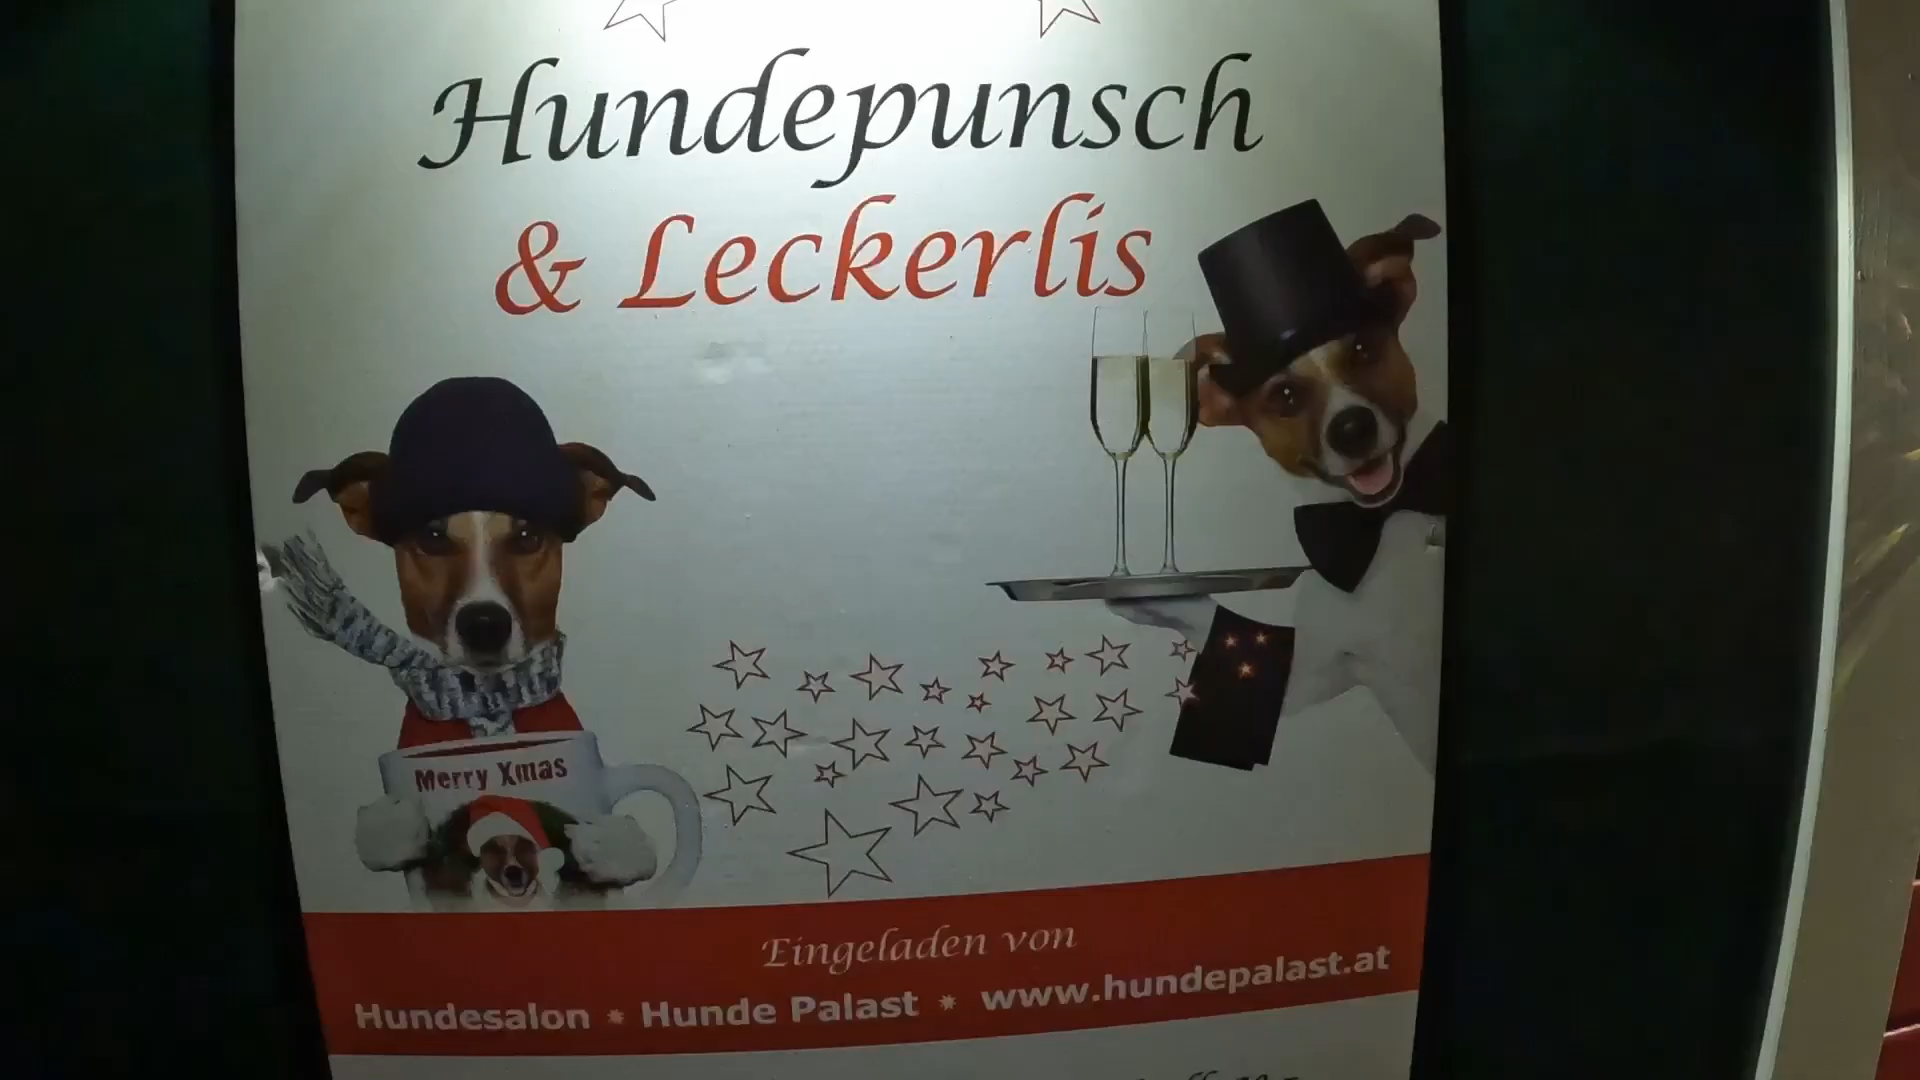 Hundepunsch
& Leckerlis
Merry Xmas
Eingeladen von
Hundesalon * Hunde Palast * www.hundepalast.at